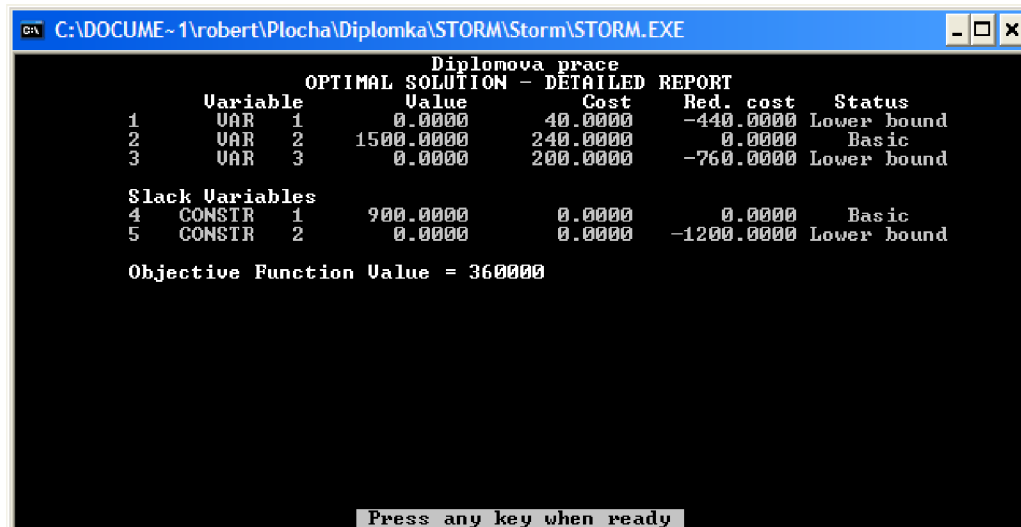 C:\DOCUME~1\robert\Plocha\Diplomka\STORM\Storm\STORM.EXE
Diplomova prace
OPTIMAL SOLUTION - DETAILED REPORT
Variable Value Cost Red. cost Status
1 VAR 1 0.0000 40.0000 -440.0000 Lower bound
2 VAR 2 1500.0000 240.0000 0.0000 Basic
3 VAR 3 0.0000 200.0000 -760.0000 Lower bound
Slack Variables
4 CONSTR 1 900.0000 0.0000 0.0000 Basic
5 CONSTR 2 0.0000 0.0000 -1200.0000 Lower bound
Objective Function Value = 360000
Press any key when ready